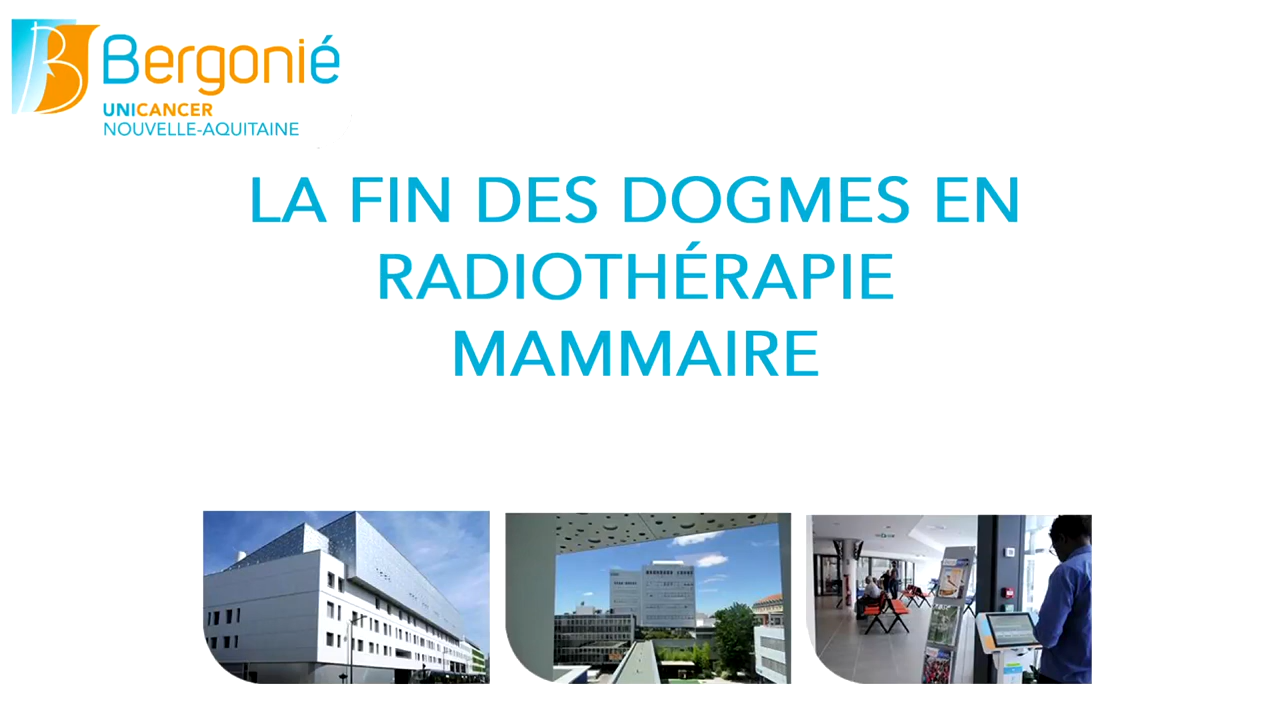 Bergonié
UNICANCER
NOUVELLE-AQUITAINE
LA FIN DES DOGMES EN
RADIOTHÉRAPIE
MAMMAIRE